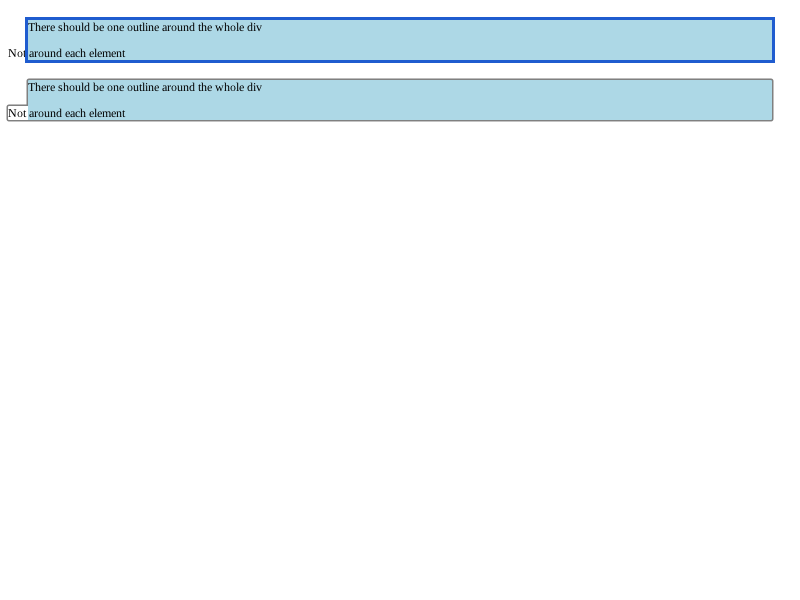 There should be one outline around the whole div
Not around each element
There should be one outline around the whole div
Not around each element